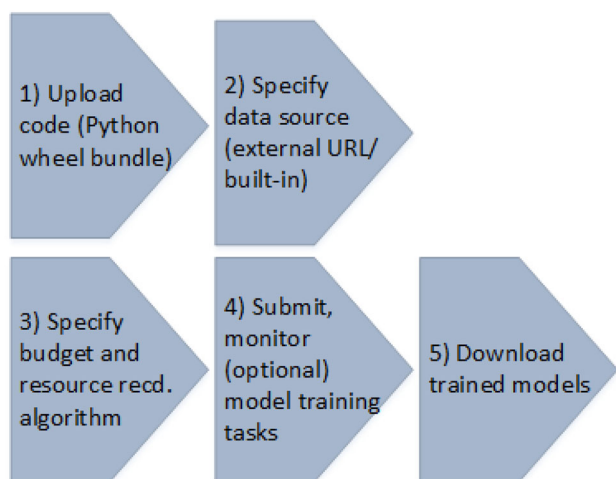 1) Upload
code (Python
wheel bundle)
2) Specify
data source
(external URL/
built-in)
3) Specify
budget and
resource recd.
algorithm
4) Submit,
monitor
(optional)
model training
tasks
5) Download
trained models